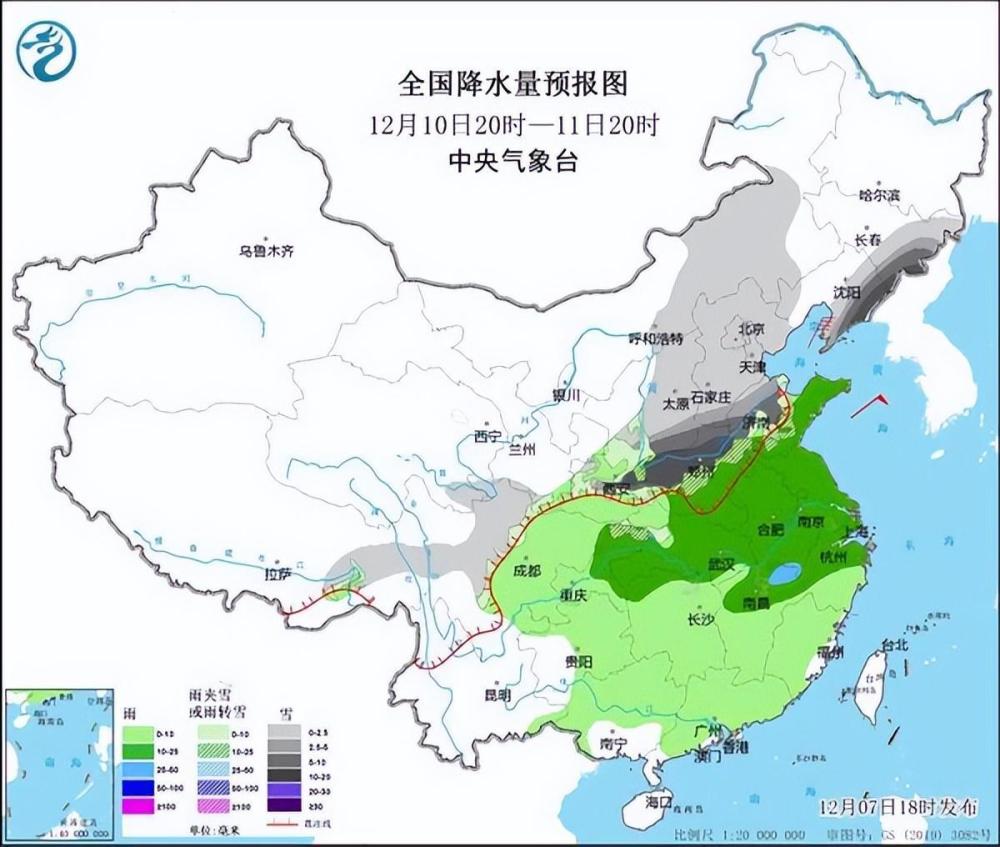 全国降水量预报图
12月10日20时—11日20时
中央气象台
哈尔滨
长春
乌鲁木齐
沈阳
呼和浩特
北京
天津
银川
太原
石家庄
济南
西宁
兰州
郑州
西安
合肥
南京
上海
拉萨
成都
武汉
杭州
重庆
南昌
长沙
贵阳
福州
台北
昆明
广州
南宁
香港
澳门
海口
黄
海
东 海
南 海
雨
雨夹雪
或雨转雪
雪
0-10
0-10
0-2.5
10-25
10-25
2.5-5
25-50
25-50
5-10
50-100
50-100
10-20
≥100
≥100
20-30
≥30
单位:毫米
12月07日18时发布
比例尺 1:20 000 000
审图号: GS (2019) 3082号